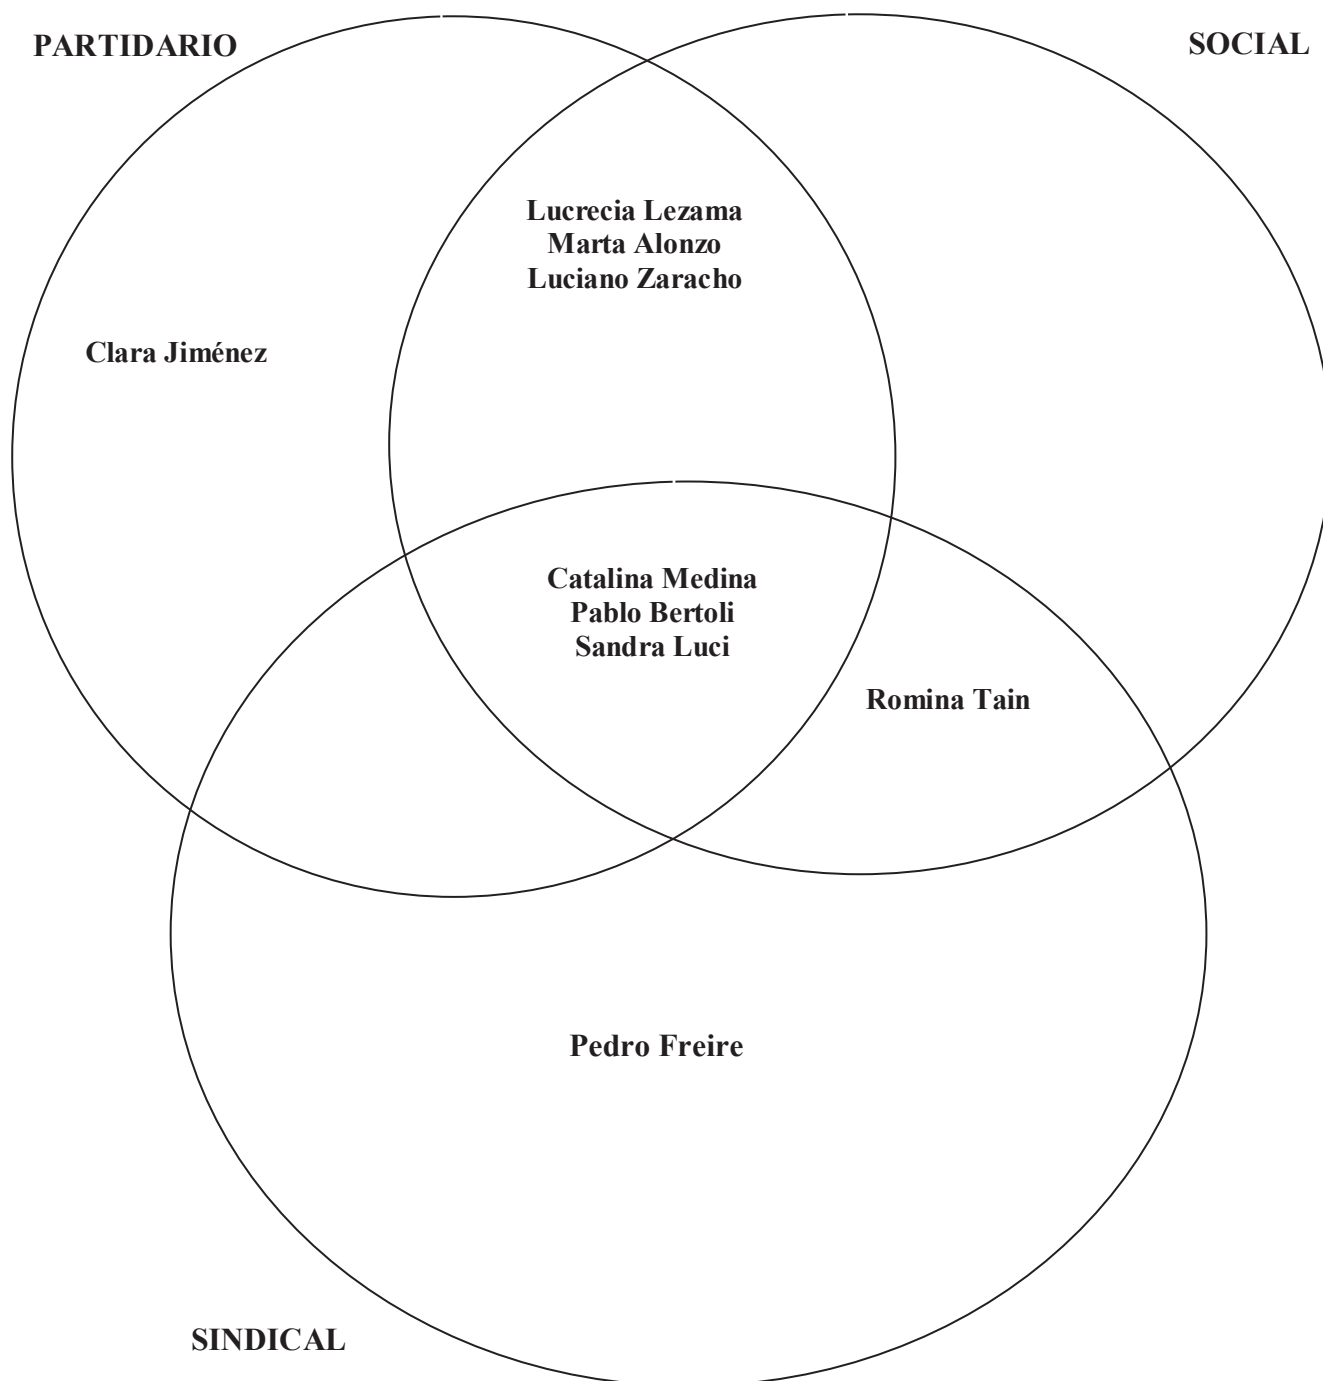 PARTIDARIO
SOCIAL
Lucrecia Lezama
Marta Alonzo
Luciano Zaracho
Clara Jiménez
Catalina Medina
Pablo Bertoli
Sandra Luci
Romina Tain
Pedro Freire
SINDICAL